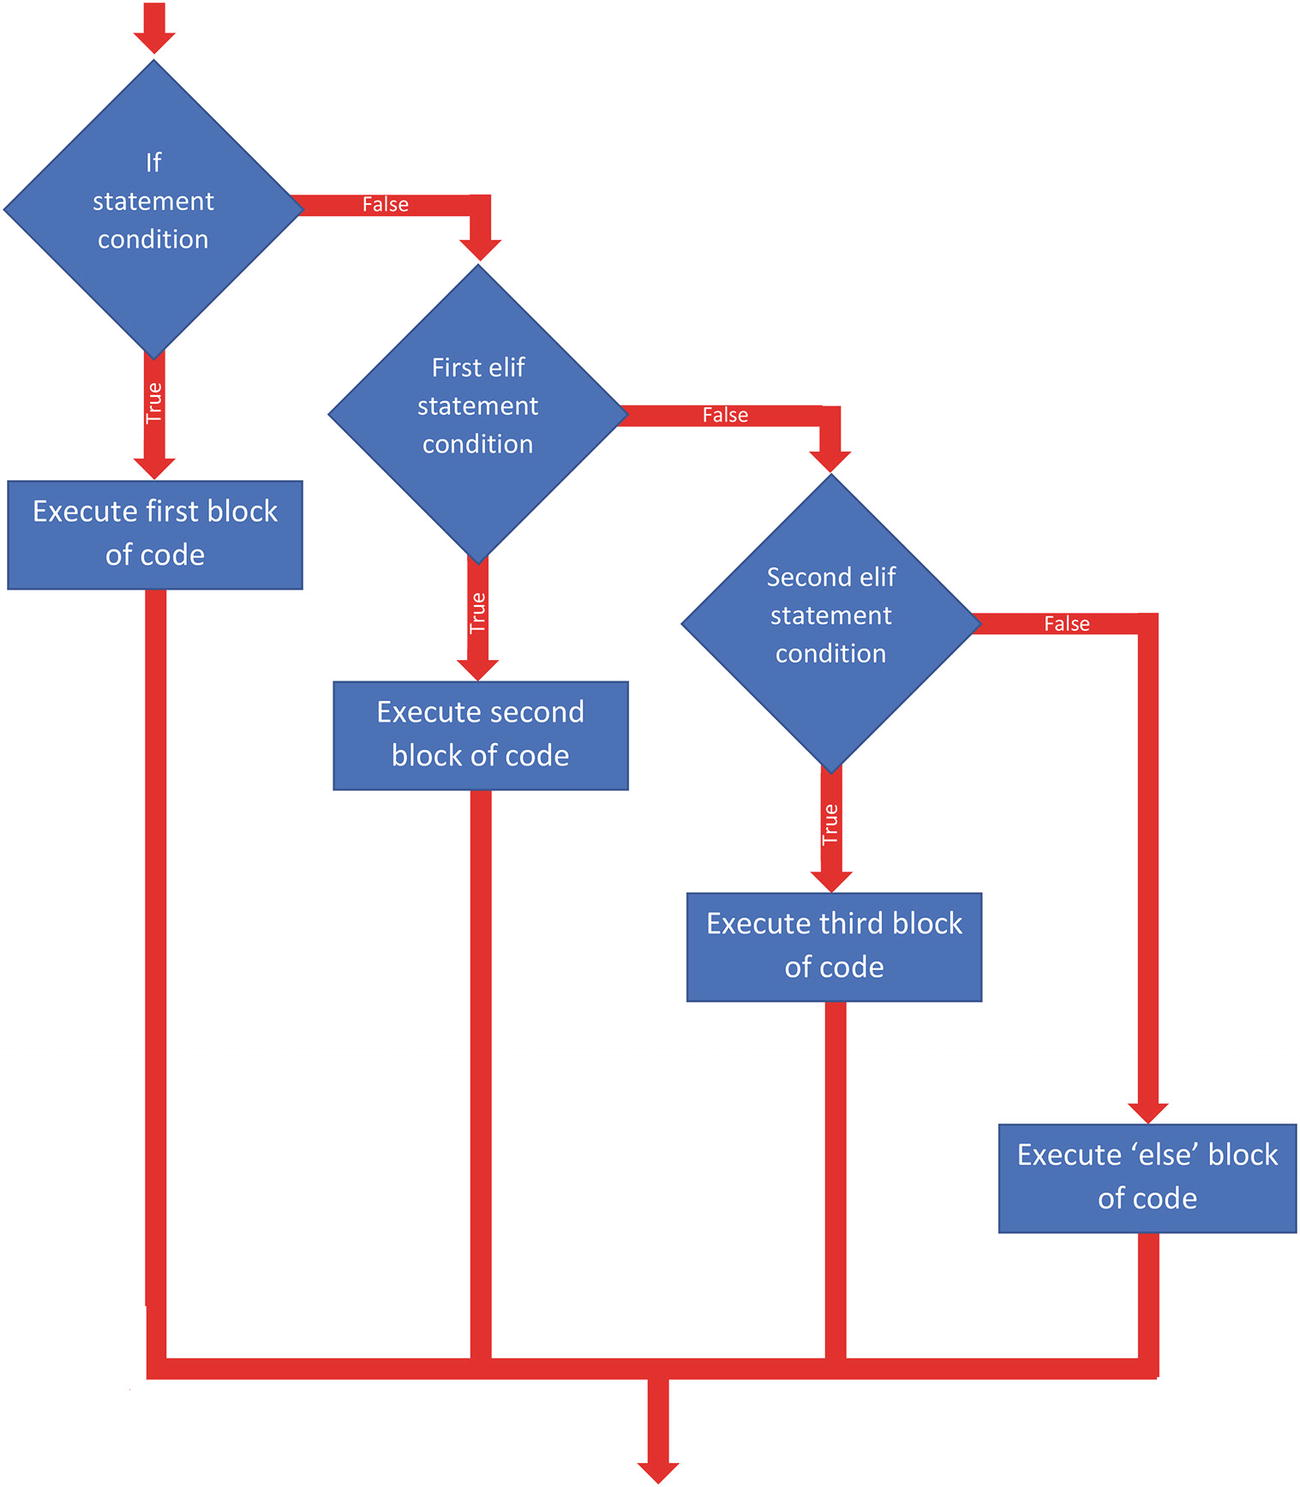 If
statement
condition
False
True
First elif
statement
condition
False
Execute first block
of code
True
Second elif
statement
condition
False
Execute second
block of code
True
Execute third block
of code
Execute ‘else’ block
of code